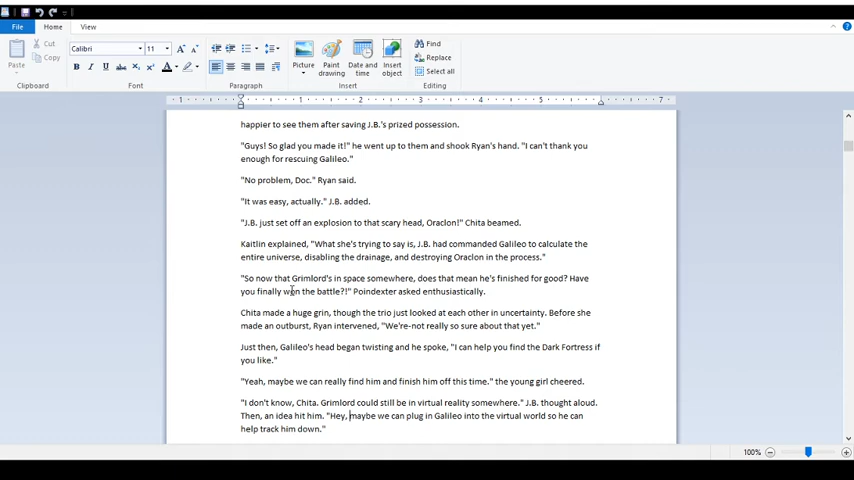 File Home View
Cut
Copy
Paste
Clipboard
Calibri 11
Font
Paragraph
Picture
Paint drawing
Date and time
Insert object
Insert
Find
Replace
Select all
Editing
1 1 2 3 4 5 7
happier to see them after saving J.B.'s prized possession.
"Guys! So glad you made it!" he went up to them and shook Ryan's hand. "I can't thank you
enough for rescuing Galileo."
"No problem, Doc." Ryan said.
"It was easy, actually." J.B. added.
"J.B. just set off an explosion to that scary head, Oraclon!" Chita beamed.
Kaitlin explained, "What she's trying to say is, J.B. had commanded Galileo to calculate the
entire universe, disabling the drainage, and destroying Oraclon in the process."
"So now that Grimlord's in space somewhere, does that mean he's finished for good? Have
you finally won the battle?!" Poindexter asked enthusiastically.
Chita made a huge grin, though the trio just looked at each other in uncertainty. Before she
made an outburst, Ryan intervened, "We're-not really so sure about that yet."
Just then, Galileo's head began twisting and he spoke, "I can help you find the Dark Fortress if
you like."
"Yeah, maybe we can really find him and finish him off this time." the young girl cheered.
"I don't know, Chita. Grimlord could still be in virtual reality somewhere." J.B. thought aloud.
Then, an idea hit him. "Hey, maybe we can plug in Galileo into the virtual world so he can
help track him down."
100%